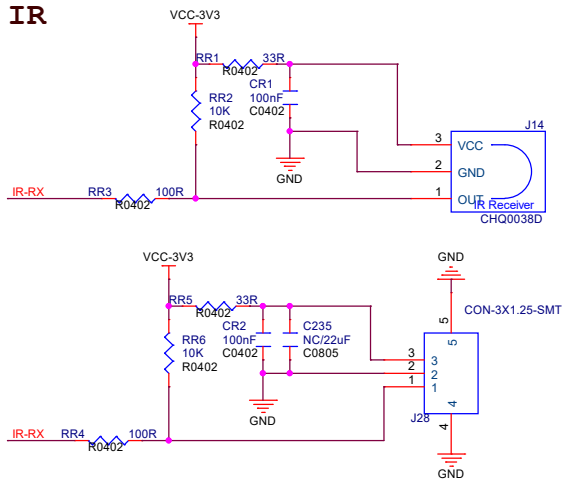 IR
VCC-3V3
RR1
33R
R0402
RR2
10K
R0402
CR1
100nF
C0402
GND
J14
3
VCC
2
GND
1
OUT
IR Receiver
CHQ0038D
IR-RX
RR3
100R
R0402
VCC-3V3
GND
RR5
33R
R0402
CON-3X1.25-SMT
5
5
RR6
10K
R0402
CR2
100nF
C0402
C235
NC/22uF
C0805
3
3
2
2
1
1
4
4
J28
GND
IR-RX
RR4
100R
R0402
GND